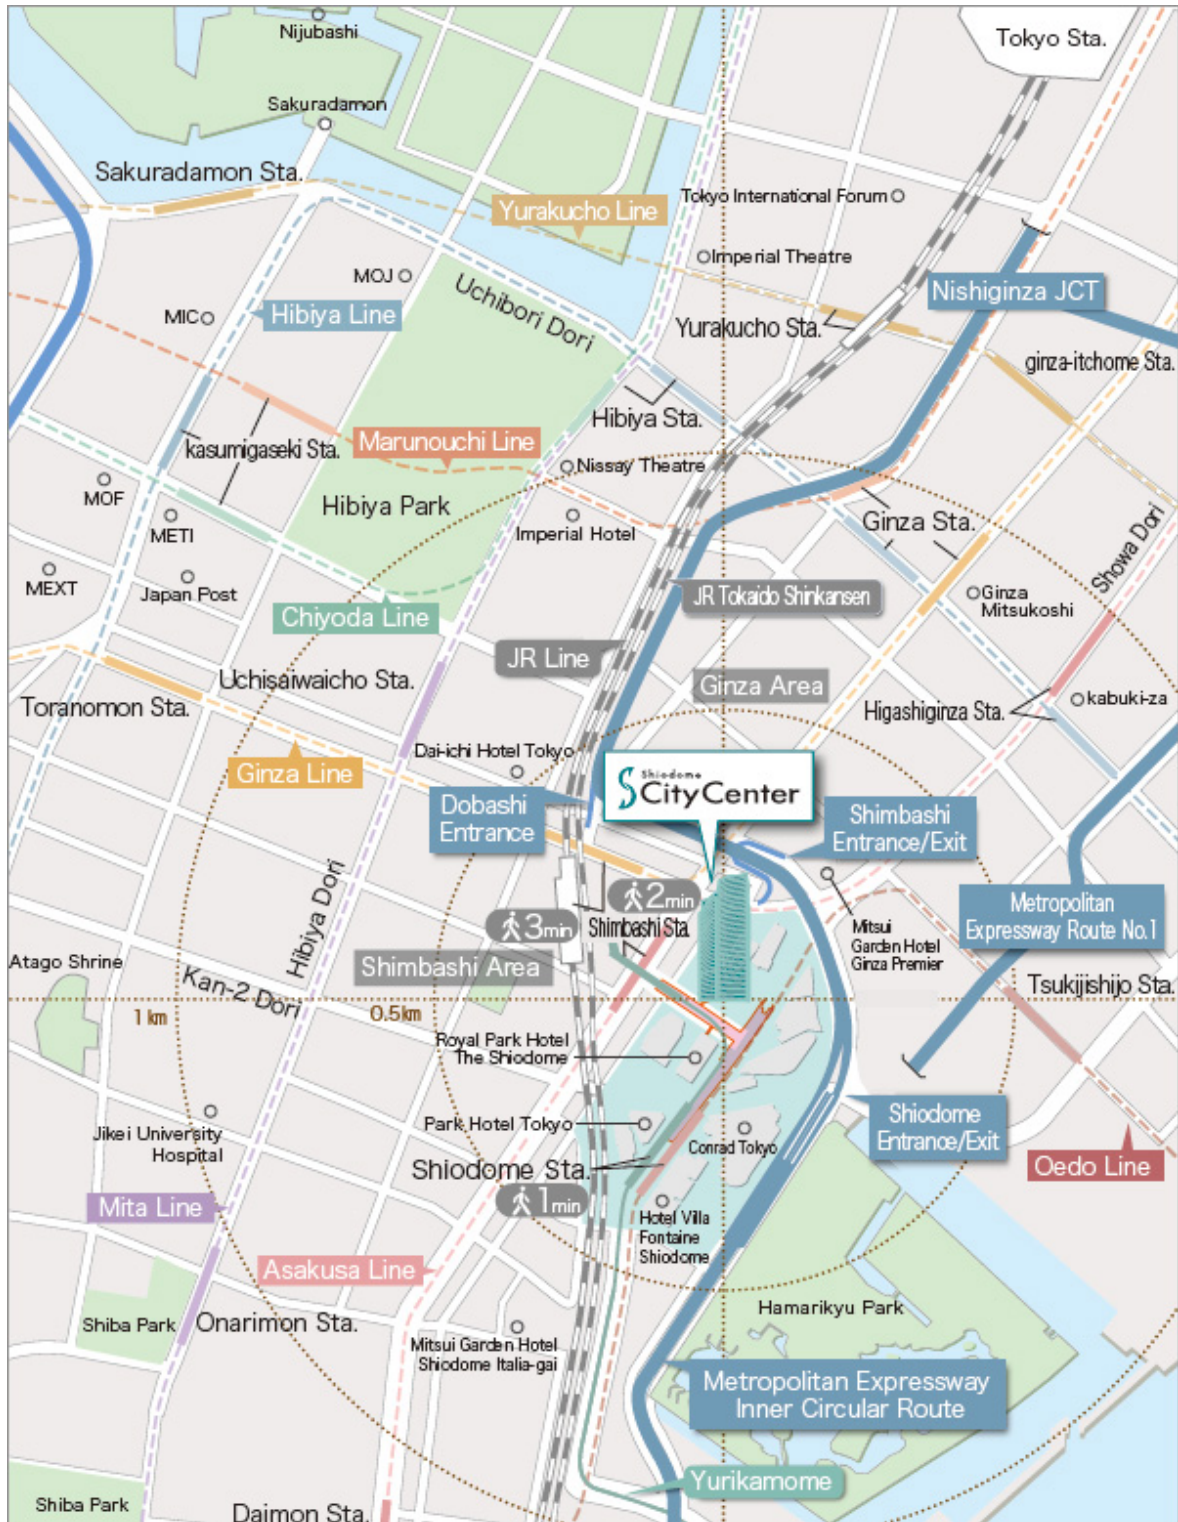 Nijubashi
Tokyo Sta.
Sakuradamon
Sakuradamon Sta.
Yurakucho Line
Tokyo International Forum
Imperial Theatre
MOJ
Nishiginza JCT
Uchibori Dori
MIC
Hibiya Line
Yurakucho Sta.
ginza-itchome Sta.
Hibiya Sta.
kasumigaseki Sta.
Marunouchi Line
Nissay Theatre
MOF
Hibiya Park
METI
Imperial Hotel
Ginza Sta.
Showa Dori
MEXT
Japan Post
JR Tokaido Shinkansen
Ginza
Mitsukoshi
Chiyoda Line
JR Line
Uchisaiwaicho Sta.
Ginza Area
Toranomon Sta.
Higashiginza Sta.
kabuki-za
Dai-ichi Hotel Tokyo
Ginza Line
Shiodome
CityCenter
Dobashi
Entrance
Shimbashi
Entrance/Exit
Hibiya Dori
2min
3min
Shimbashi Sta.
Metropolitan
Expressway Route No.1
Mitsui
Garden Hotel
Ginza Premier
Atago Shrine
Shimbashi Area
Kan-2 Dori
Tsukijishijo Sta.
1km
0.5km
Royal Park Hotel
The Shiodome
Jikei University
Hospital
Park Hotel Tokyo
Conrad Tokyo
Shiodome
Entrance/Exit
Shiodome Sta.
Oedo Line
1min
Mita Line
Hotel Villa
Fontaine
Shiodome
Asakusa Line
Hamarikyu Park
Shiba Park
Onarimon Sta.
Mitsui Garden Hotel
Shiodome Italia-gai
Metropolitan Expressway
Inner Circular Route
Yurikamome
Shiba Park
Daimon Sta.